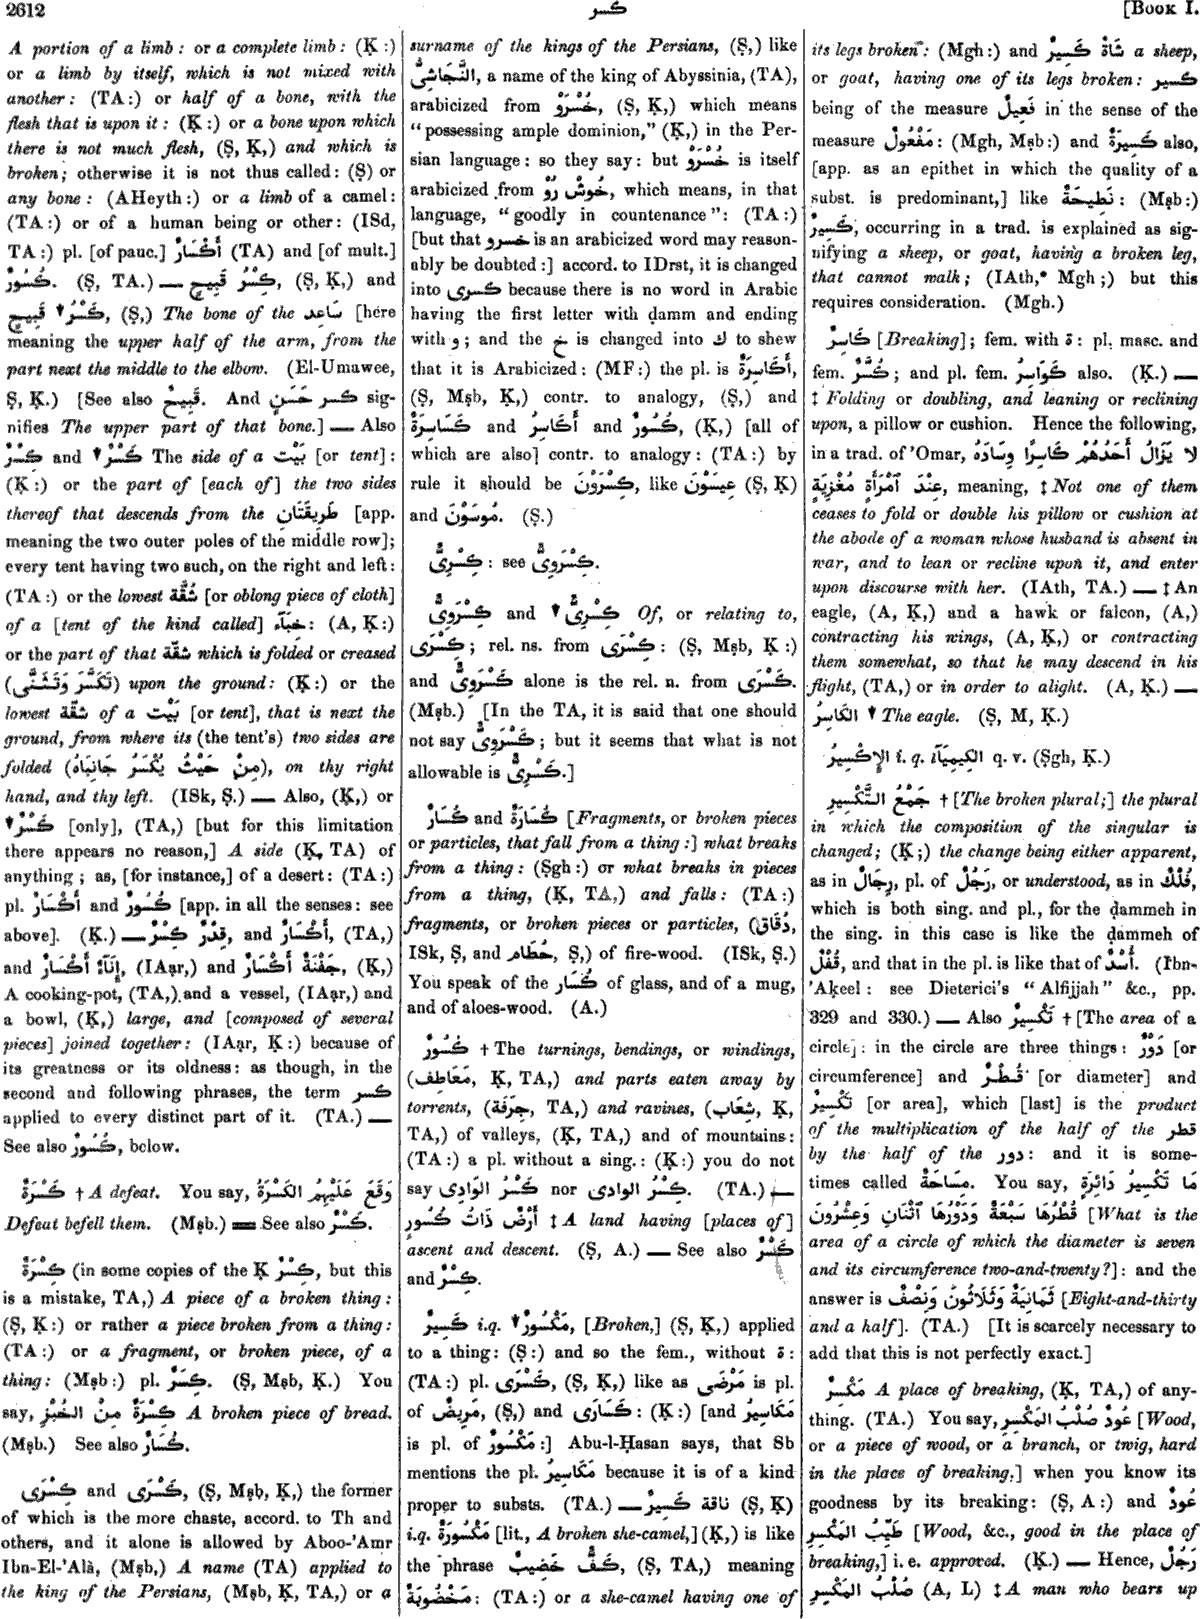 2612
كسر
[Book I.
A portion of a limb : or a complete limb : (Ḳ :)
or a limb by itself, which is not mixed with
another : (TA :) or half of a bone, with the
flesh that is upon it : (Ḳ :) or a bone upon which
there is not much flesh, (Ṣ, Ḳ,) and which is
broken ; otherwise it is not thus called : (Ṣ) or
any bone : (AHeyth :) or a limb of a camel :
(TA :) or of a human being or other : (ISd,
TA :) pl. [of pauc.] أَكْسَارٌ (TA) and [of mult.]
كُسُورٌ. (Ṣ, TA.) — كِسْرُ قَبِيحٍ, (Ṣ, Ḳ,) and
كَسْرُ ▼ قَبِيحٍ, (Ṣ,) The bone of the سَاعِد [here
meaning the upper half of the arm, from the
part next the middle to the elbow. (El-Umawee,
Ṣ, Ḳ.) [See also قَبِيحٌ. And كسر حَسَنٍ sig-
nifies The upper part of that bone.] — Also
كِسْرٌ and ▼ كَسْرٌ The side of a بَيْت [or tent] :
(Ḳ :) or the part of [each of] the two sides
thereof that descends from the طَرِيقَتَانِ [app.
meaning the two outer poles of the middle row];
every tent having two such, on the right and left :
(TA :) or the lowest شُقَّة [or oblong piece of cloth]
of a [tent of the kind called] خِبَآء : (A, Ḳ :)
or the part of that شقّة which is folded or creased
(تَكَسَّرَ وَتَثَنَّى) upon the ground : (Ḳ :) or the
lowest شقّة of a بَيْت [or tent], that is next the
ground, from where its (the tent's) two sides are
folded (مِنْ حَيْثُ يُكْسَرُ جَانِبَاهُ), on thy right
hand, and thy left. (ISk, Ṣ.) — Also, (Ḳ,) or
▼ كَسْرٌ [only], (TA,) [but for this limitation
there appears no reason,] A side (Ḳ, TA) of
anything ; as, [for instance,] of a desert : (TA :)
pl. أَكْسَارٌ and كُسُورٌ [app. in all the senses : see
above]. (Ḳ.) — قِدْرٌ كِسْرٌ, and أَكْسَارٌ, (TA,)
and إِنَآءٌ أَكْسَارٌ, (IAạr,) and جَفْنَةٌ أَكْسَارٌ, (Ḳ,)
A cooking-pot, (TA,) and a vessel, (IAạr,) and
a bowl, (Ḳ,) large, and [composed of several
pieces] joined together : (IAạr, Ḳ :) because of
its greatness or its oldness : as though, in the
second and following phrases, the term كسر
applied to every distinct part of it. (TA.) —
See also كُسُورٌ, below.
كَسْرَةٌ † A defeat. You say, وَقَعَ عَلَيْهِمُ الكَسْرَةُ
Defeat befell them. (Mṣb.) = See also كَسْرٌ.
كِسْرَةٌ (in some copies of the Ḳ كِسْرٌ, but this
is a mistake, TA,) A piece of a broken thing :
(Ṣ, Ḳ :) or rather a piece broken from a thing :
(TA :) or a fragment, or broken piece, of a
thing : (Mṣb :) pl. كِسَرٌ. (Ṣ, Mṣb, Ḳ.) You
say, كِسْرَةٌ مِنْ الخُبْزِ A broken piece of bread.
(Mṣb.) See also كُسَارٌ.
كِسْرَى and كَسْرَى, (Ṣ, Mṣb, Ḳ,) the former
of which is the more chaste, accord. to Th and
others, and it alone is allowed by Aboo-'Amr
Ibn-El-'Alà, (Mṣb,) A name (TA) applied to
the king of the Persians, (Mṣb, Ḳ, TA,) or a
surname of the kings of the Persians, (Ṣ,) like
النَّجَاشِىُّ, a name of the king of Abyssinia, (TA),
arabicized from خُسْرَوْ, (Ṣ, Ḳ,) which means
"possessing ample dominion," (Ḳ,) in the Per-
sian language : so they say : but خُسْرَوْ is itself
arabicized from خُوشْ رُوْ, which means, in that
language, "goodly in countenance" : (TA :)
[but that خسرو is an arabicized word may reason-
ably be doubted :] accord. to IDrst, it is changed
into كسرى because there is no word in Arabic
having the first letter with ḍamm and ending
with و ; and the خ is changed into ك to shew
that it is Arabicized : (MF :) the pl. is أَكَاسِرَةٌ,
(Ṣ, Mṣb, Ḳ,) contr. to analogy, (Ṣ,) and
كَسَاسِرَةٌ and أَكَاسِرُ and كُسُورٌ, (Ḳ,) [all of
which are also] contr. to analogy : (TA :) by
rule it should be كِسْرَوْنَ, like عِيسَوْنَ (Ṣ, Ḳ)
and مُوسَوْنَ. (Ṣ.)
كِسْرِىٌّ : see كِسْرَوِىٌّ.
كِسْرَوِىٌّ and ▼ كِسْرِىٌّ Of, or relating to,
كِسْرَى ; rel. ns. from كِسْرَى : (Ṣ, Mṣb, Ḳ :)
and كَسْرَوِىٌّ alone is the rel. n. from كَسْرَى.
(Mṣb.) [In the TA, it is said that one should
not say كَسْرَوِىٌّ ; but it seems that what is not
allowable is كَسْرِىٌّ.]
كُسَارٌ and كُسَارَةٌ [Fragments, or broken pieces
or particles, that fall from a thing :] what breaks
from a thing : (Ṣgh :) or what breaks in pieces
from a thing, (Ḳ, TA,) and falls : (TA :)
fragments, or broken pieces or particles, (دُقَاق,
ISk, Ṣ, and حُطَام, Ṣ,) of fire-wood. (ISk, Ṣ.)
You speak of the كُسَار of glass, and of a mug,
and of aloes-wood. (A.)
كُسُورٌ † The turnings, bendings, or windings,
(مَعَاطِف, Ḳ, TA,) and parts eaten away by
torrents, (جِرَفَة, TA,) and ravines, (شِعَاب, Ḳ,
TA,) of valleys, (Ḳ, TA,) and of mountains :
(TA :) a pl. without a sing. : (Ḳ :) you do not
say كَسْرُ الوَادِى nor كِسْرُ الوادى. (TA.) —
أَرْضٌ ذَاتُ كُسُورٍ ‡ A land having [places of]
ascent and descent. (Ṣ, A.) — See also كَسْرٌ
and كِسْرٌ.
كَسِيرٌ i.q. ▼ مَكْسُورٌ, [Broken,] (Ṣ, Ḳ,) applied
to a thing : (Ṣ :) and so the fem., without ة :
(TA :) pl. كَسْرَى, (Ṣ, Ḳ,) like as مَرْضَى is pl.
of مَرِيضٌ, (Ṣ,) and كَسَارَى : (Ḳ :) [and مَكَاسِيرُ
is pl. of مَكْسُورٌ :] Abu-l-Ḥasan says, that Sb
mentions the pl. مَكَاسِيرُ because it is of a kind
proper to substs. (TA.) — ناقة كَسِيرٌ (Ṣ, Ḳ)
i.q. مَكْسُورَةٌ [lit., A broken she-camel,] (Ḳ,) is like
the phrase كَفٌّ خَضِيبٌ, (Ṣ, TA,) meaning
مَخْضُوبَةٌ : (TA :) or a she-camel having one of
its legs broken : (Mgh :) and شَاةٌ كَسِيرٌ a sheep,
or goat, having one of its legs broken : كسير
being of the measure فَعِيلٌ in the sense of the
measure مَفْعُولٌ : (Mgh, Mṣb :) and كَسِيرَةٌ also,
[app. as an epithet in which the quality of a
subst. is predominant,] like نَطِيحَةٌ : (Mṣb :)
كَسِيرٌ, occurring in a trad. is explained as sig-
nifying a sheep, or goat, having a broken leg,
that cannot walk ; (IAth,* Mgh ;) but this
requires consideration. (Mgh.)
كَاسِرٌ [Breaking] ; fem. with ة : pl. masc. and
fem. كُسَّرٌ ; and pl. fem. كَوَاسِرُ also. (Ḳ.) —
‡ Folding or doubling, and leaning or reclining
upon, a pillow or cushion. Hence the following,
in a trad. of 'Omar, لَا يَزَالُ أَحَدُهُمْ كَاسِرًا وِسَادَهُ
عِنْدَ ٱمْرَأَةٍ مُغْزِيَةٍ, meaning, ‡ Not one of them
ceases to fold or double his pillow or cushion at
the abode of a woman whose husband is absent in
war, and to lean or recline upon it, and enter
upon discourse with her. (IAth, TA.) — ‡ An
eagle, (A, Ḳ,) and a hawk or falcon, (A,)
contracting his wings, (A, Ḳ,) or contracting
them somewhat, so that he may descend in his
flight, (TA,) or in order to alight. (A, Ḳ.) —
الكَاسِرُ ▼ The eagle. (Ṣ, M, Ḳ.)
الإِكْسِيرُ i. q. الكِيمِيَآءُ q. v. (Ṣgh, Ḳ.)
جَمْعُ التَّكْسِيرِ † [The broken plural;] the plural
in which the composition of the singular is
changed ; (Ḳ ;) the change being either apparent,
as in رِجَالٌ, pl. of رَجُلٌ, or understood, as in فُلْكٌ,
which is both sing. and pl., for the ḍammeh in
the sing. in this case is like the ḍammeh of
قُفْلٌ, and that in the pl. is like that of أُسْدٌ. (Ibn-
'Aḳeel : see Dieterici's "Alfijjah" &c., pp.
329 and 330.) — Also تَكْسِيرٌ † [The area of a
circle] : in the circle are three things : دَوْرٌ [or
circumference] and قُطْرٌ [or diameter] and
تَكْسِيرٌ [or area], which [last] is the product
of the multiplication of the half of the قطر
by the half of the دور : and it is some-
times called مِسَاحَةٌ. You say, مَا تَكْسِيرُ دَائِرَةٍ
قُطْرُهَا سَبْعَةٌ وَدَوْرُهَا ٱثْنَانِ وَعِشْرُونَ [What is the
area of a circle of which the diameter is seven
and its circumference two-and-twenty?] : and the
answer is ثَمَانِيَةٌ وَثَلَاثُونَ وَنِصْفٌ [Eight-and-thirty
and a half]. (TA.) [It is scarcely necessary to
add that this is not perfectly exact.]
مَكْسِرٌ A place of breaking, (Ḳ, TA,) of any-
thing. (TA.) You say, عُودٌ صُلْبُ المَكْسِرِ [Wood,
or a piece of wood, or a branch, or twig, hard
in the place of breaking,] when you know its
goodness by its breaking : (Ṣ, A :) and عُودٌ
طَيِّبُ المَكْسِرِ [Wood, &c., good in the place of
breaking,] i. e. approved. (Ḳ.) — Hence, رَجُلٌ
صُلْبُ المَكْسِرِ (A, L) ‡ A man who bears up